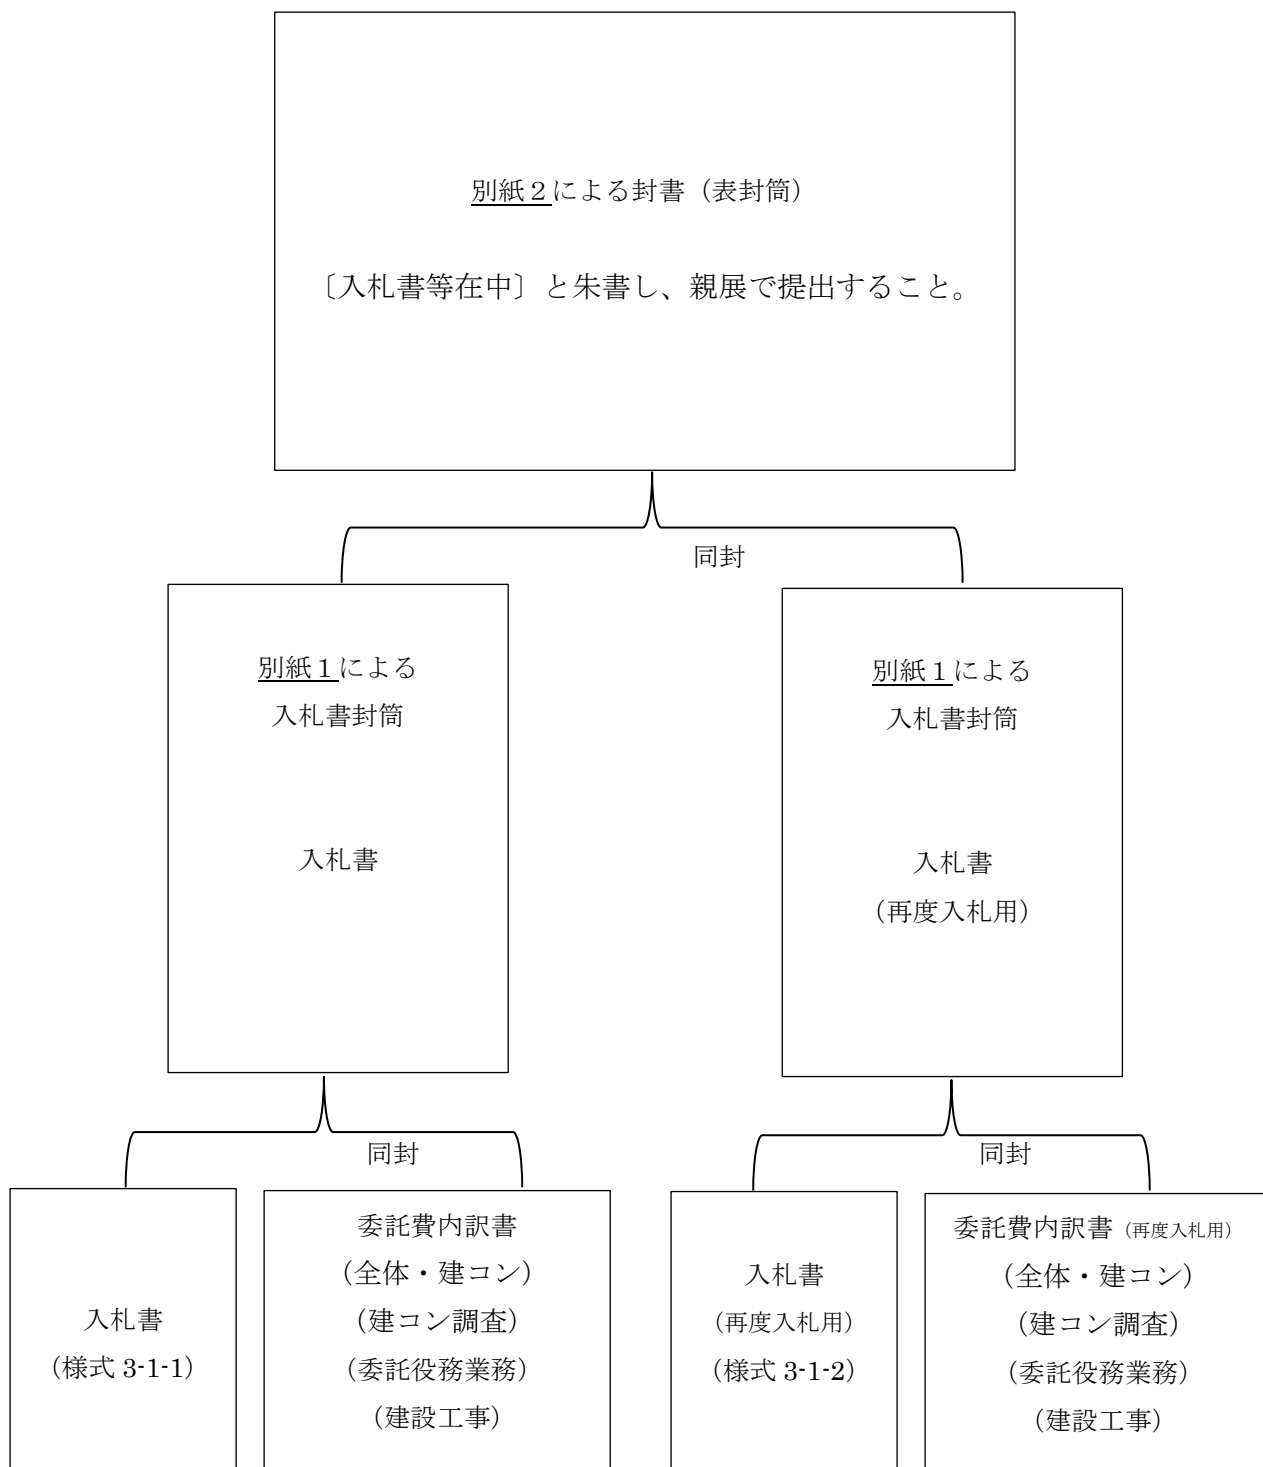 別紙２による封書（表封筒）
〔入札書等在中〕と朱書し、親展で提出すること。
同封
別紙１による
入札書封筒
入札書
別紙１による
入札書封筒
入札書
（再度入札用）
同封
入札書
（様式 3-1-1）
委託費内訳書
（全体・建コン）
（建コン調査）
（委託役務業務）
（建設工事）
同封
入札書
（再度入札用）
（様式 3-1-2）
委託費内訳書（再度入札用）
（全体・建コン）
（建コン調査）
（委託役務業務）
（建設工事）